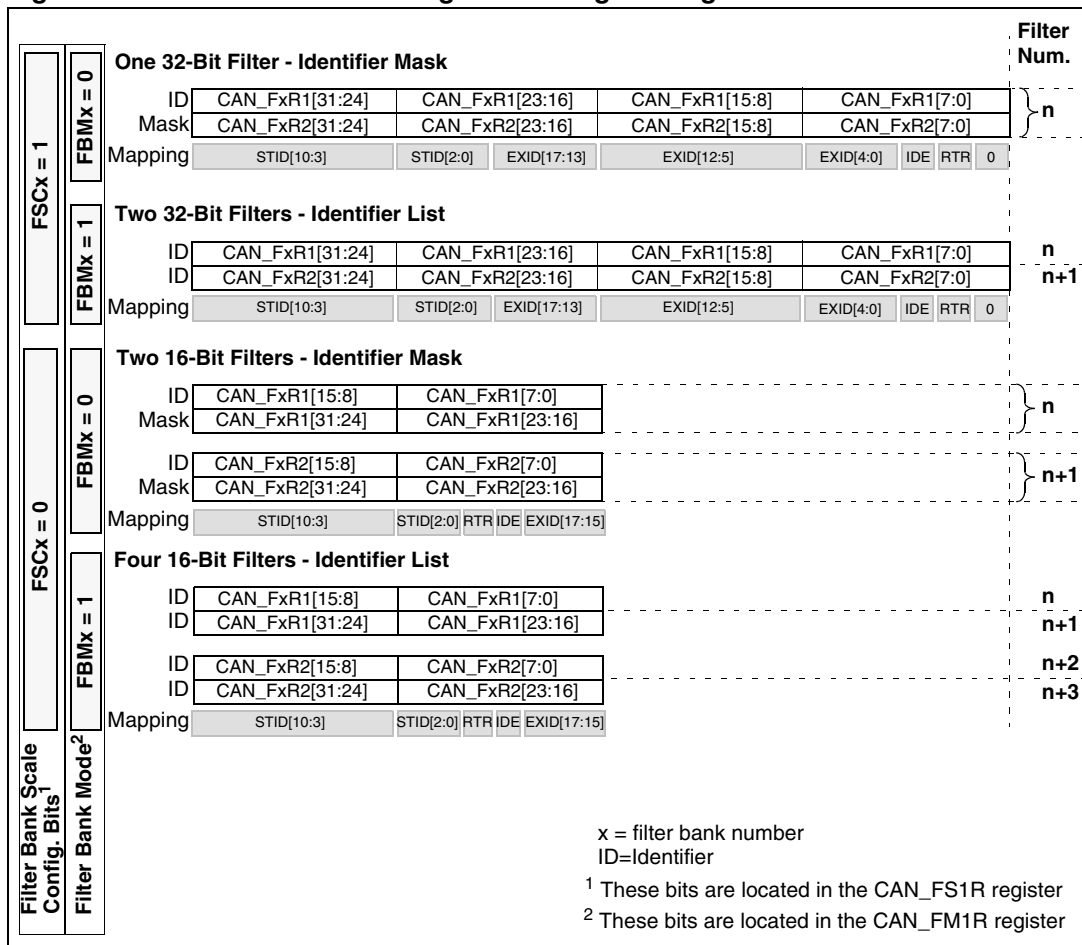 Filter
Num.
One 32-Bit Filter - Identifier Mask
FSCx = 1
FBMx = 0
ID CAN_FxR1[31:24] CAN_FxR1[23:16] CAN_FxR1[15:8] CAN_FxR1[7:0] n
Mask CAN_FxR2[31:24] CAN_FxR2[23:16] CAN_FxR2[15:8] CAN_FxR2[7:0]
Mapping STID[10:3] STID[2:0] EXID[17:13] EXID[12:5] EXID[4:0] IDE RTR 0
Two 32-Bit Filters - Identifier List
FBMx = 1
ID CAN_FxR1[31:24] CAN_FxR1[23:16] CAN_FxR1[15:8] CAN_FxR1[7:0] n
ID CAN_FxR2[31:24] CAN_FxR2[23:16] CAN_FxR2[15:8] CAN_FxR2[7:0] n+1
Mapping STID[10:3] STID[2:0] EXID[17:13] EXID[12:5] EXID[4:0] IDE RTR 0
Two 16-Bit Filters - Identifier Mask
FSCx = 0
FBMx = 0
ID CAN_FxR1[15:8] CAN_FxR1[7:0] n
Mask CAN_FxR1[31:24] CAN_FxR1[23:16]
ID CAN_FxR2[15:8] CAN_FxR2[7:0] n+1
Mask CAN_FxR2[31:24] CAN_FxR2[23:16]
Mapping STID[10:3] STID[2:0] RTR IDE EXID[17:15]
Four 16-Bit Filters - Identifier List
FBMx = 1
ID CAN_FxR1[15:8] CAN_FxR1[7:0] n
ID CAN_FxR1[31:24] CAN_FxR1[23:16] n+1
ID CAN_FxR2[15:8] CAN_FxR2[7:0] n+2
ID CAN_FxR2[31:24] CAN_FxR2[23:16] n+3
Mapping STID[10:3] STID[2:0] RTR IDE EXID[17:15]
Filter Bank Scale
Config. Bits1
Filter Bank Mode2
x = filter bank number
ID=Identifier
1 These bits are located in the CAN_FS1R register
2 These bits are located in the CAN_FM1R register